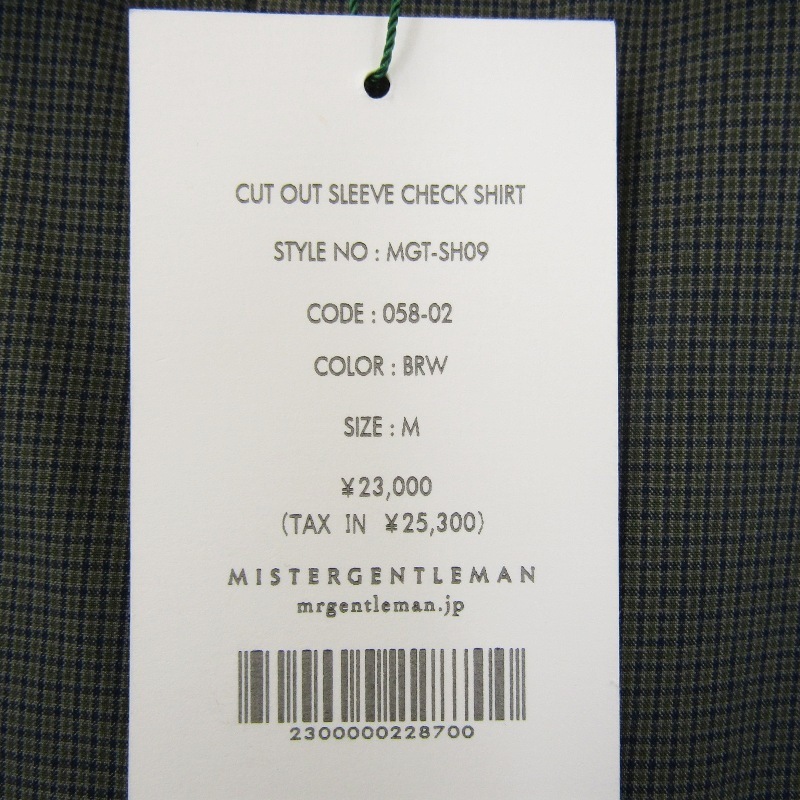 CUT OUT SLEEVE CHECK SHIRT
STYLE NO : MGT-SH09
CODE : 058-02
COLOR : BRW
SIZE : M
¥23,000
(TAX IN ¥25,300)
MISTERGENTLEMAN
mrgentleman.jp
2300000228700